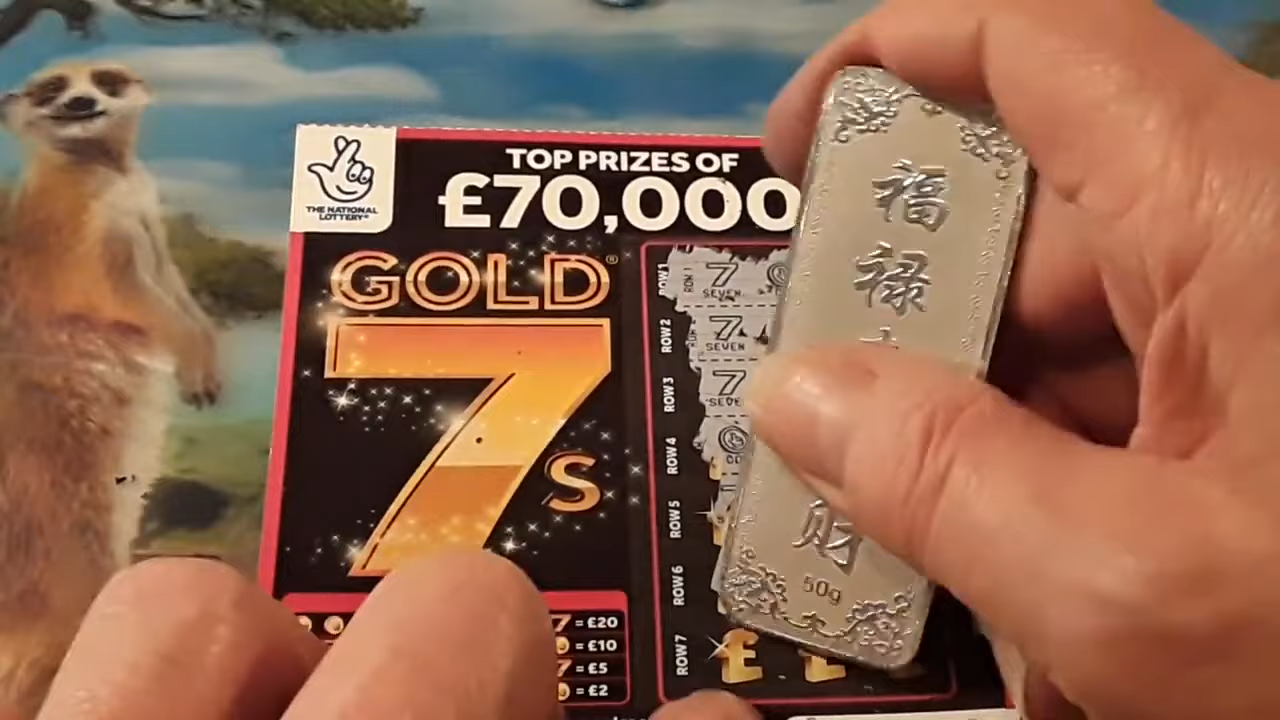 TOP PRIZES OF
£70,000
THE NATIONAL
LOTTERY®
GOLD®
7s
ROW 1
ROW 1
7
SEVEN
ROW 2
7
SEVEN
ROW 3
7
ROW 4
ROW 5
ROW 6
ROW 7
£ £
7 = £20
= £10
7 = £5
= £2
福
禄
财
50g